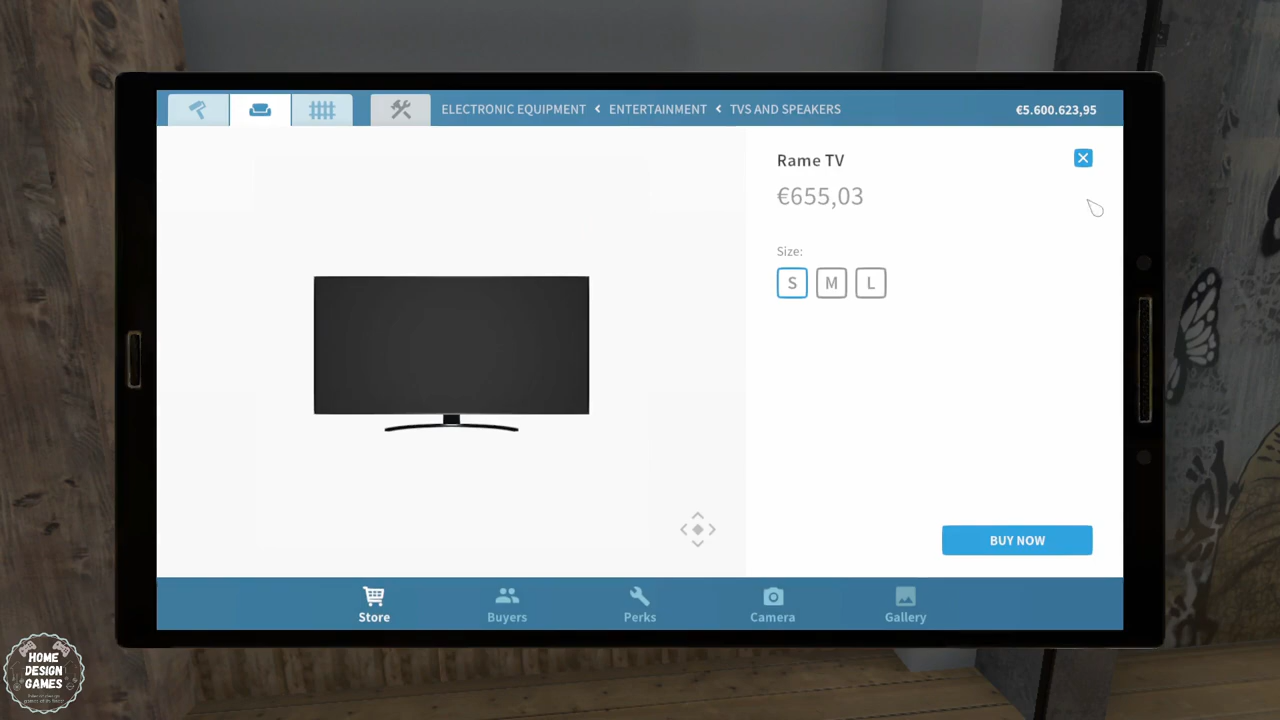 ELECTRONIC EQUIPMENT < ENTERTAINMENT < TVS AND SPEAKERS
€5.600.623,95
Rame TV
€655,03
Size:
S M L
BUY NOW
Store Buyers Perks Camera Gallery
HOME
DESIGN
GAMES